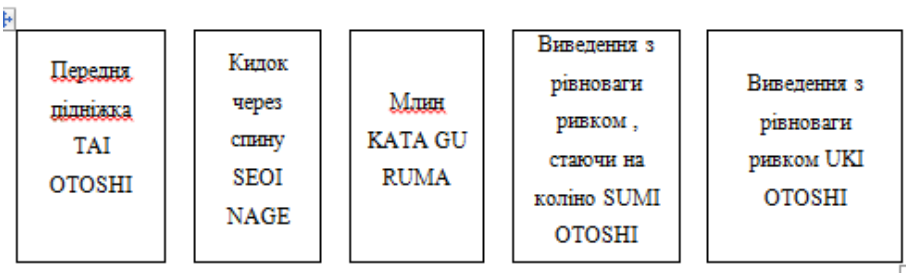 Передня
підніжка
TAI
OTOSHI
Кидок
через
спину
SEOI
NAGE
Млин
KATA GU
RUMA
Виведення з
рівноваги
ривком ,
стаючи на
коліно SUMI
OTOSHI
Виведення з
рівноваги
ривком UKI
OTOSHI